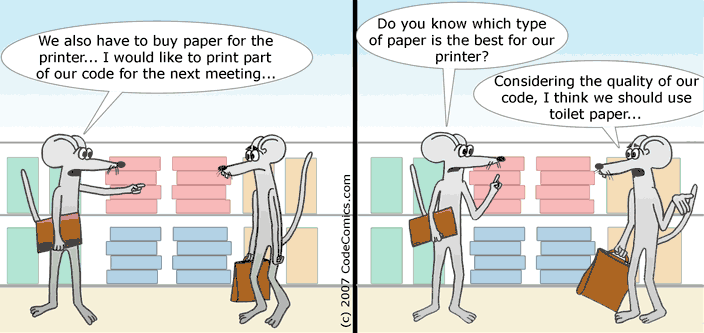 We also have to buy paper for the
printer... I would like to print part
of our code for the next meeting...
(c) 2007 CodeComics.com
Do you know which type
of paper is the best for our
printer?
Considering the quality of our
code, I think we should use
toilet paper...